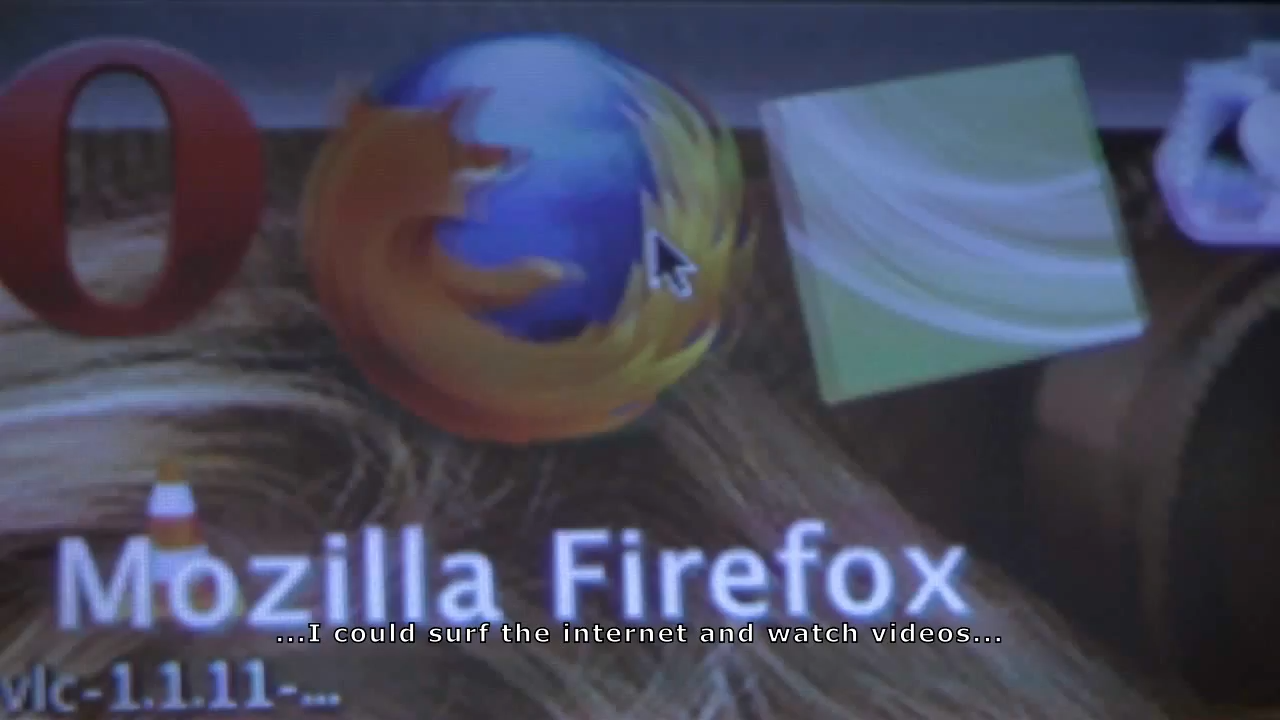 Mozilla Firefox
...I could surf the internet and watch videos...
vlc-1.1.11-...